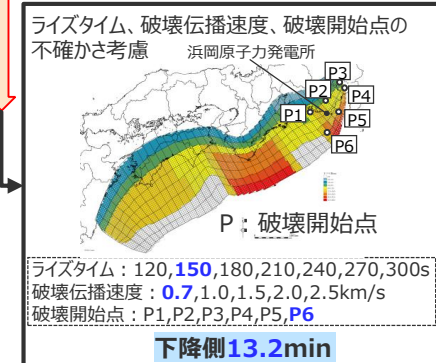 ライズタイム、破壊伝播速度、破壊開始点の
不確かさ考慮
浜岡原子力発電所
P3
P2
P4
P1
P5
P6
P：破壊開始点
ライズタイム：120,150,180,210,240,270,300s
破壊伝播速度：0.7,1.0,1.5,2.0,2.5km/s
破壊開始点：P1,P2,P3,P4,P5,P6
下降側13.2min